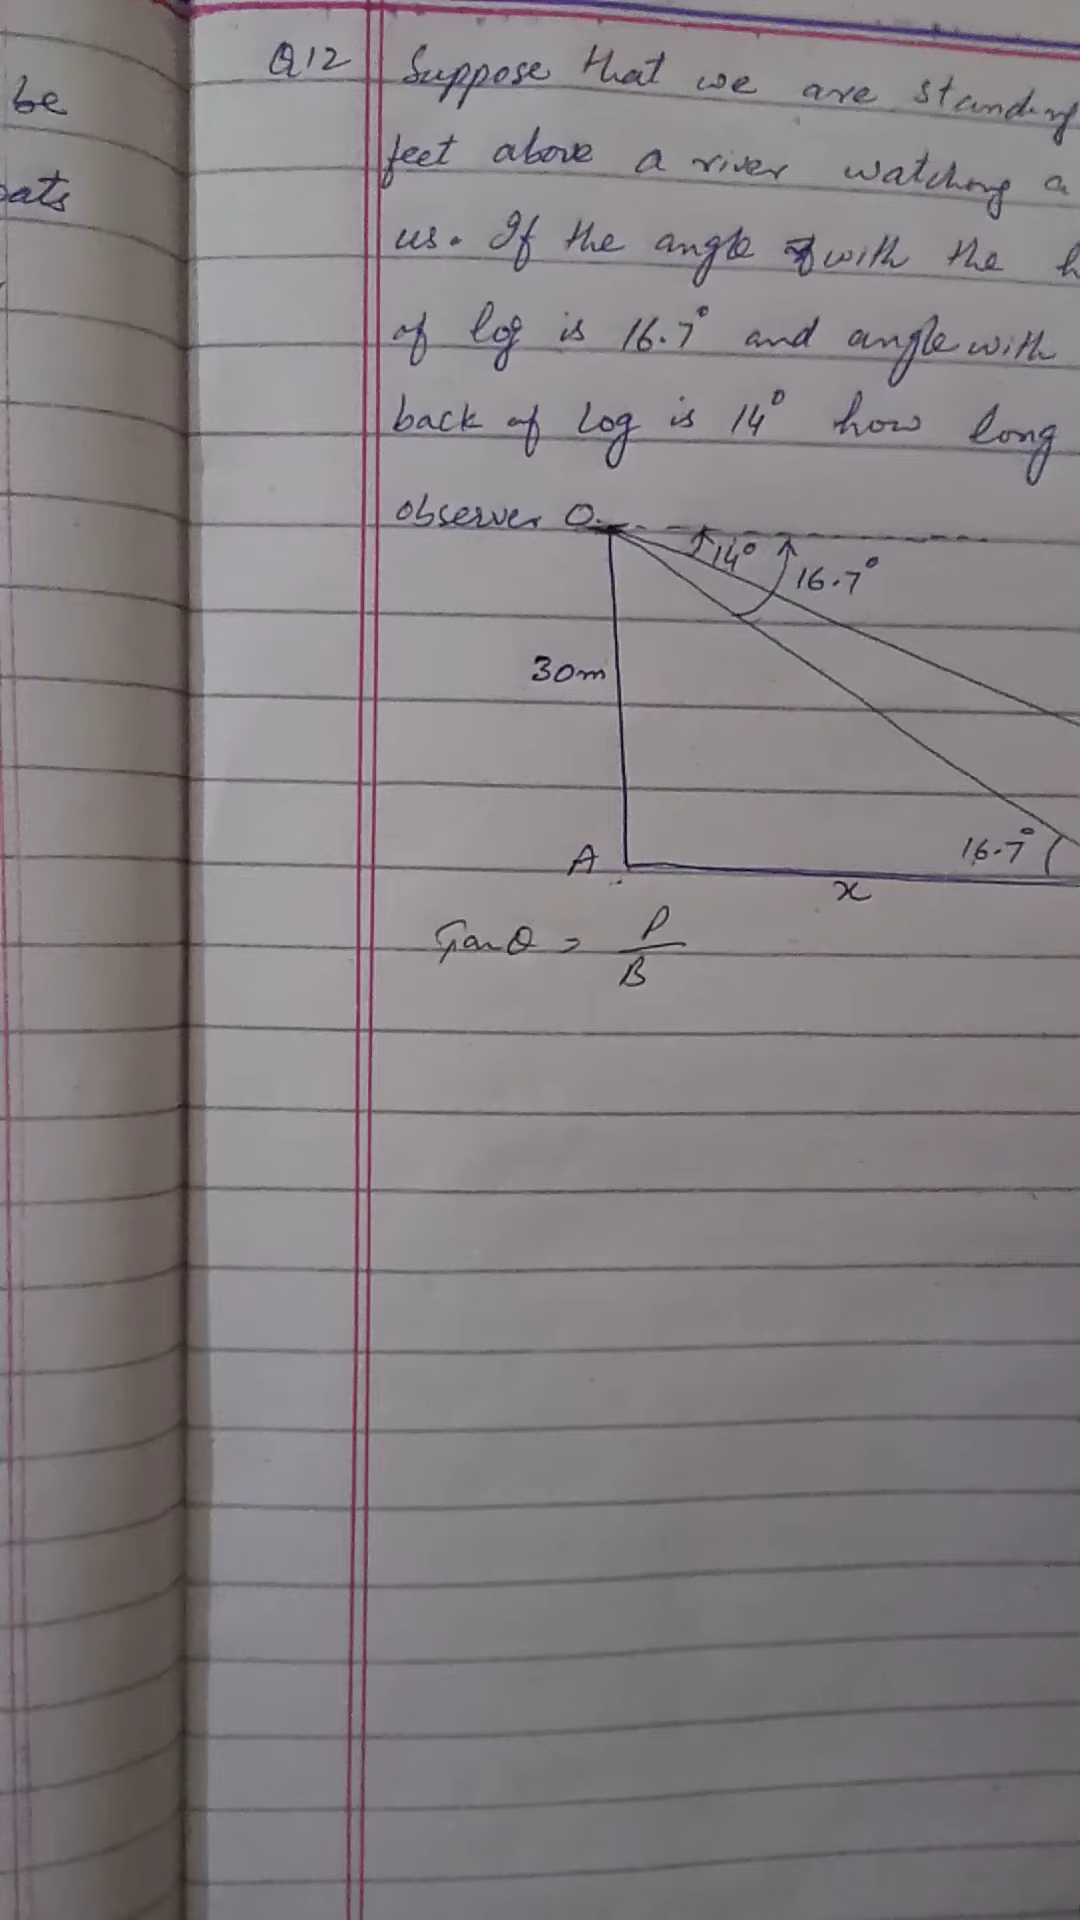 be
oats
Q12 Suppose that we are standing
feet above a river watching a
us. If the angle with the h
of log is 16.7° and angle with
back of log is 14° how long
observer O
14°
16.7°
30m
16.7°
A
x
Tan θ = P
B